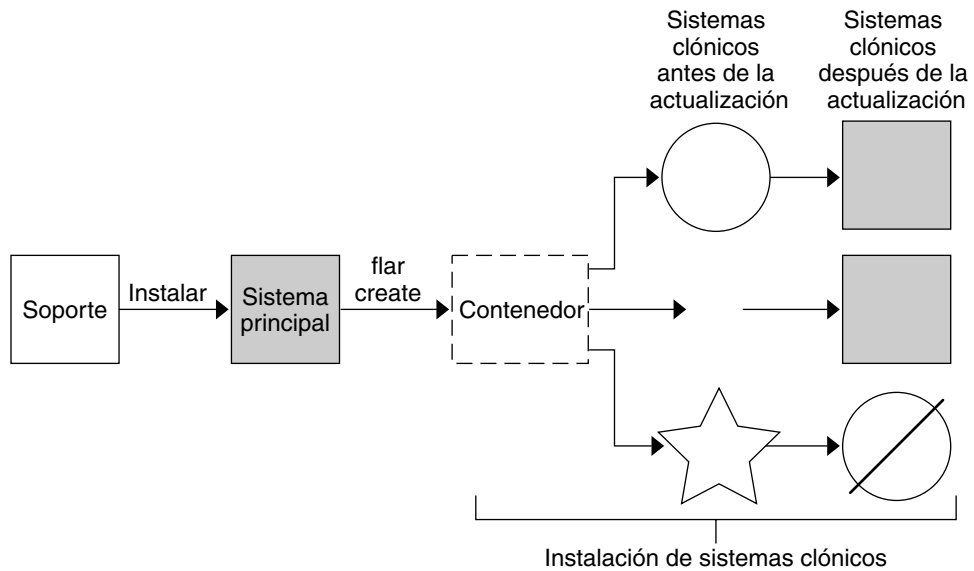 Sistemas
clónicos
antes de la
actualización
Sistemas
clónicos
después de la
actualización
Soporte
Instalar
Sistema
principal
flar
create
Contenedor
Instalación de sistemas clónicos